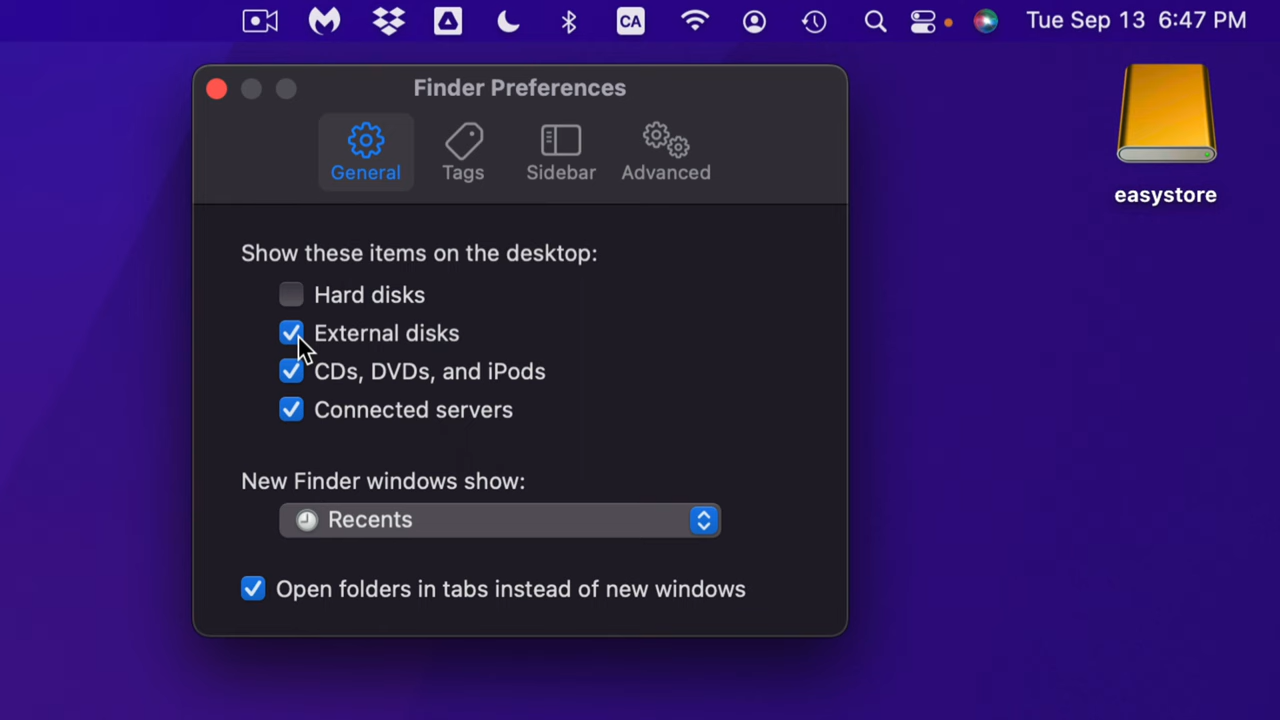 CA
Tue Sep 13 6:47 PM
Finder Preferences
General
Tags
Sidebar
Advanced
easystore
Show these items on the desktop:
Hard disks
External disks
CDs, DVDs, and iPods
Connected servers
New Finder windows show:
Recents
Open folders in tabs instead of new windows